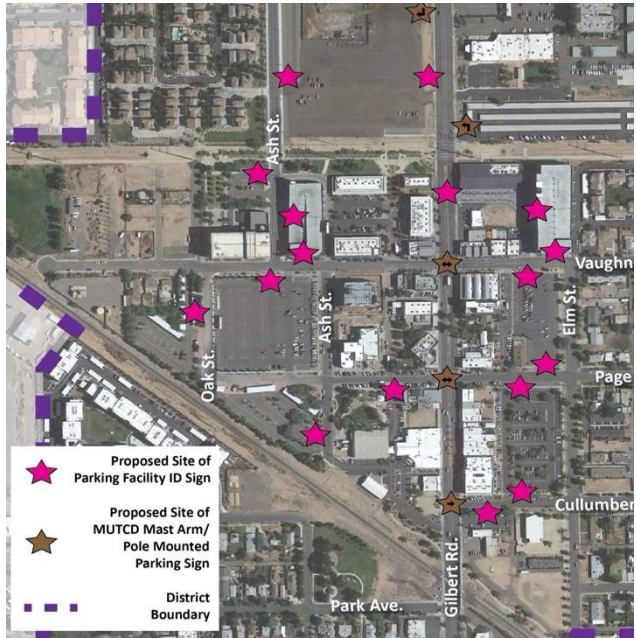 Ash St.
Vaughn
Ash St.
Elm St.
Oak St.
Page
Proposed Site of
Parking Facility ID Sign
Cullumber
Proposed Site of
MUTCD Mast Arm/
Pole Mounted
Parking Sign
Gilbert Rd.
District
Boundary
Park Ave.